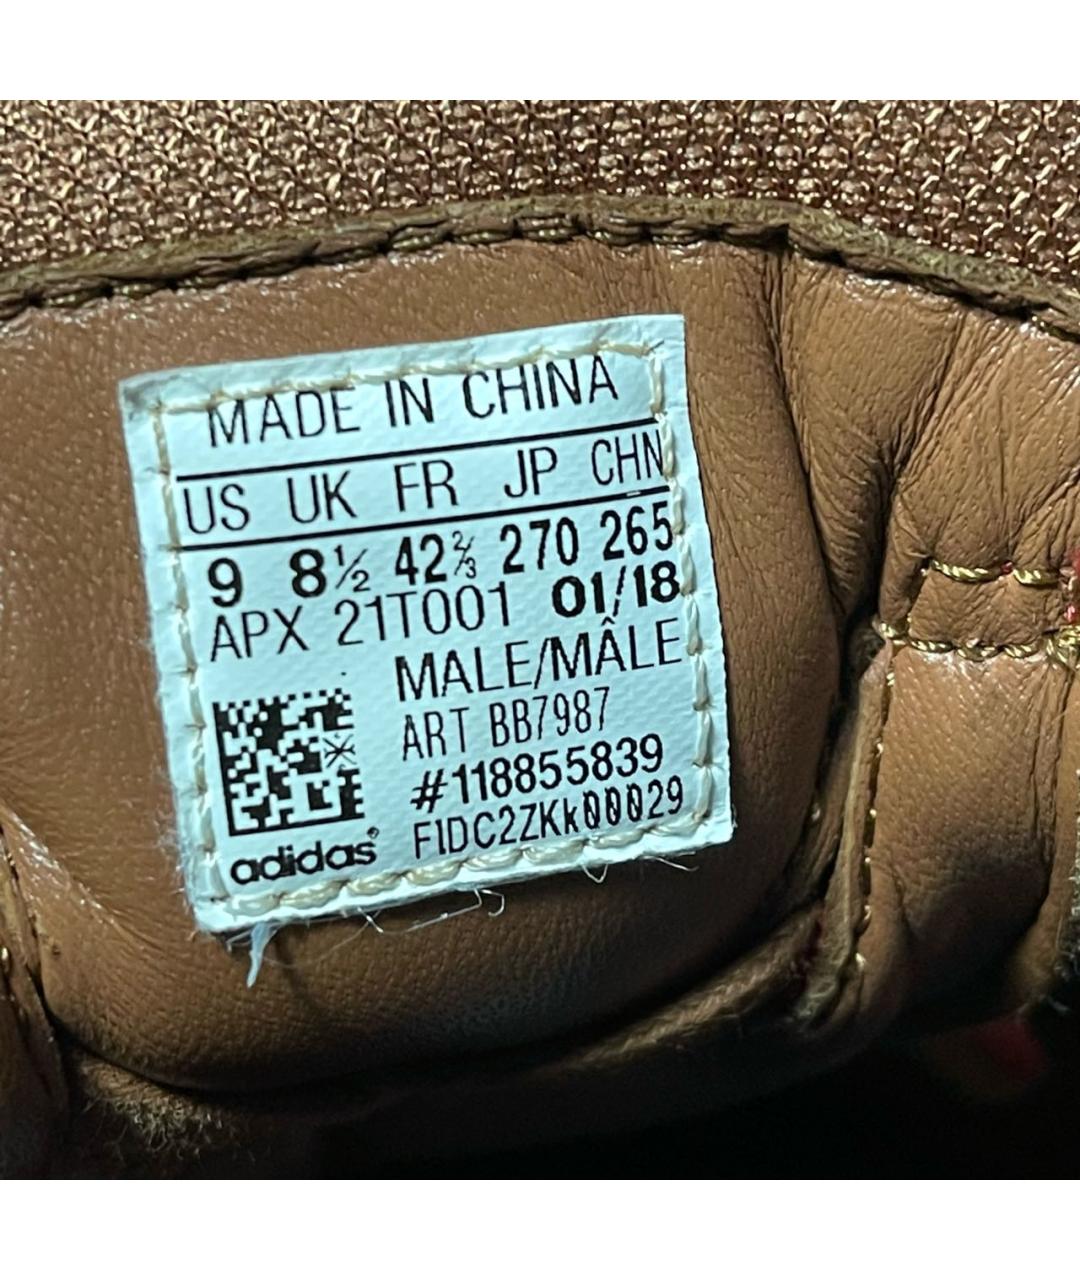 MADE IN CHINA
US UK FR JP CHN
9 8½ 42⅔ 270 265
APX 21T001 01/18
MALE/MÂLE
ART BB7987
#118855839
F1DC2ZKk00029
adidas®